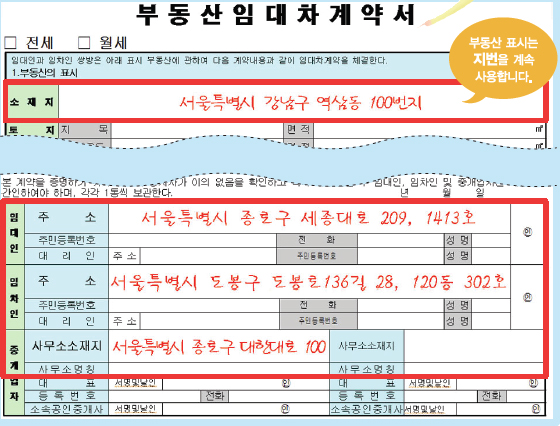 부동산임대차계약서
□ 전세 □ 월세
부동산 표시는
지번을 계속
사용합니다.
임대인과 임차인 쌍방은 아래 표시 부동산에 관하여 다음 계약내용과 같이 임대차계약을 체결한다.
1.부동산의 표시
소 재 지 서울특별시 강남구 역삼동 100번지
토 지 지 목 면 적 ㎡
본 계약을 증명하기 이의 없음을 확인하고 임대인, 임차인 및
간인하여야 하며, 각각 1통씩 보관한다. 년 월 일
임대인 주 소 서울특별시 종로구 세종대로 209, 1413호 ㊞
주민등록번호 전 화 성 명
대 리 인 주 소 주민등록번호 성 명
임차인 주 소 서울특별시 도봉구 도봉로136길 28, 120동 302호 ㊞
주민등록번호 전 화 성 명
대 리 인 주 소 주민등록번호 성 명
중개업자 사무소소재지 서울특별시 종로구 대한대로 100 사무소소재지
사무소명칭 사무소명칭
대 표 서명및날인 ㊞ 대 표 서명및날인 ㊞
등 록 번 호 전화 등 록 번 호 전화
소속공인중개사 서명및날인 ㊞ 소속공인중개사 서명및날인 ㊞